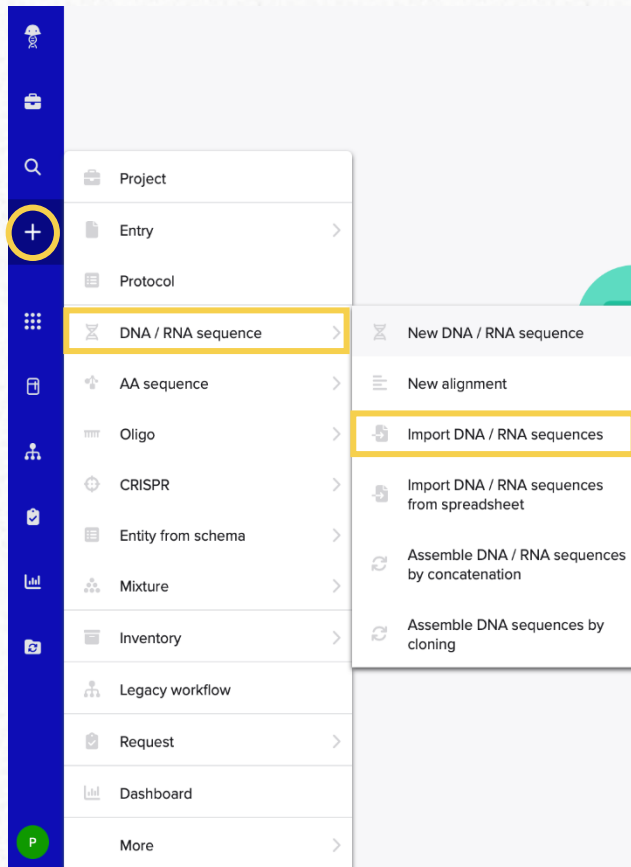 Project
Entry
Protocol
DNA / RNA sequence
New DNA / RNA sequence
AA sequence
New alignment
Oligo
Import DNA / RNA sequences
CRISPR
Import DNA / RNA sequences
from spreadsheet
Entity from schema
Assemble DNA / RNA sequences
by concatenation
Mixture
Inventory
Assemble DNA sequences by
cloning
Legacy workflow
Request
Dashboard
More
P